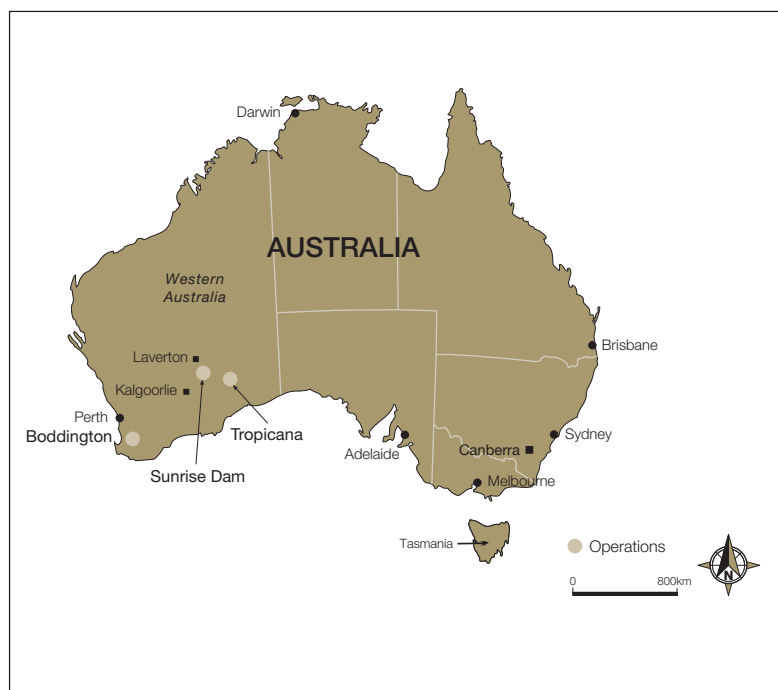 Darwin
AUSTRALIA
Western
Australia
Brisbane
Laverton
Kalgoorlie
Perth
Boddington
Tropicana
Sunrise Dam
Adelaide
Canberra
Sydney
Melbourne
Tasmania
Operations
0 800km
N